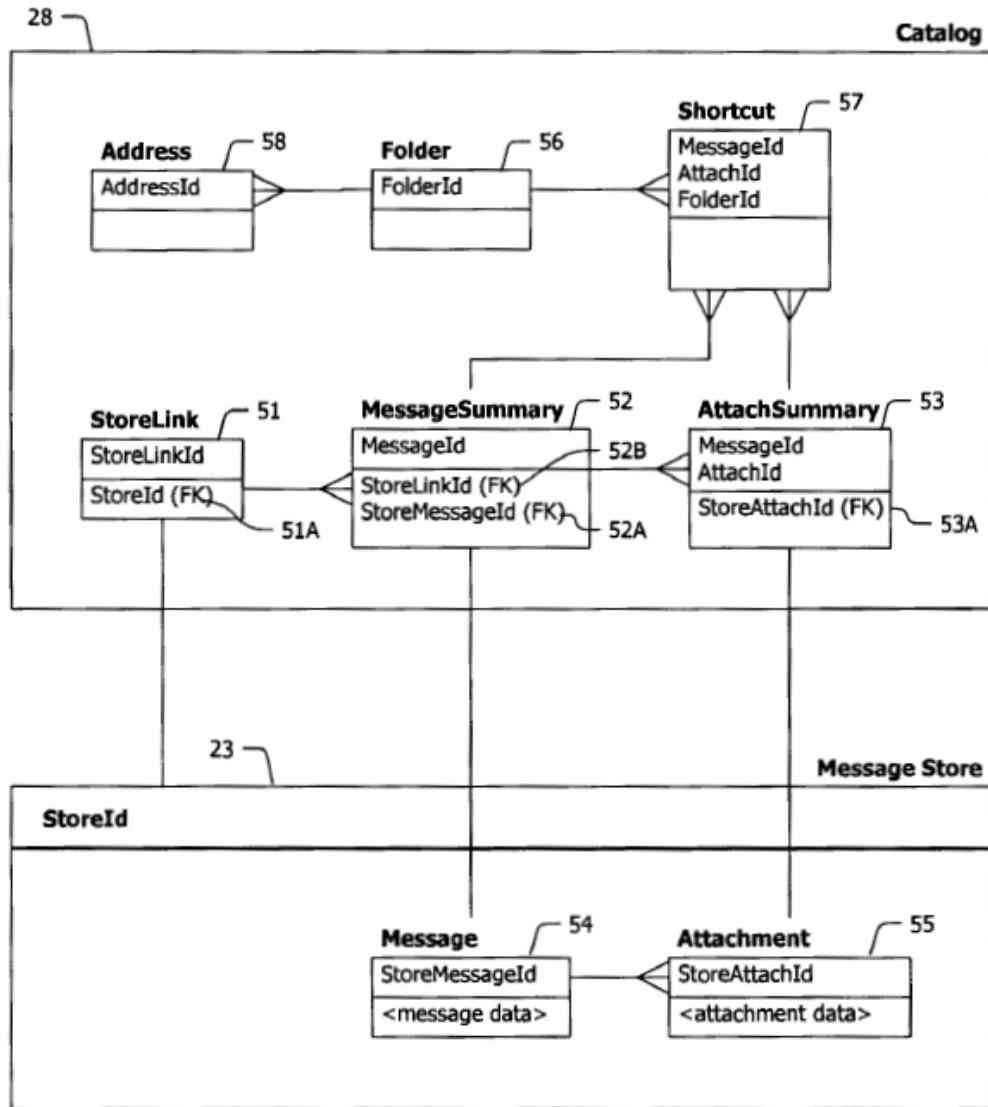 28
Catalog
Shortcut
57
MessageId
AttachId
FolderId
Address
58
AddressId
Folder
56
FolderId
StoreLink
51
StoreLinkId
StoreId (FK)
51A
MessageSummary
52
MessageId
52B
StoreLinkId (FK)
StoreMessageId (FK)
52A
AttachSummary
53
MessageId
AttachId
StoreAttachId (FK)
53A
23
Message Store
StoreId
Message
54
StoreMessageId
<message data>
Attachment
55
StoreAttachId
<attachment data>